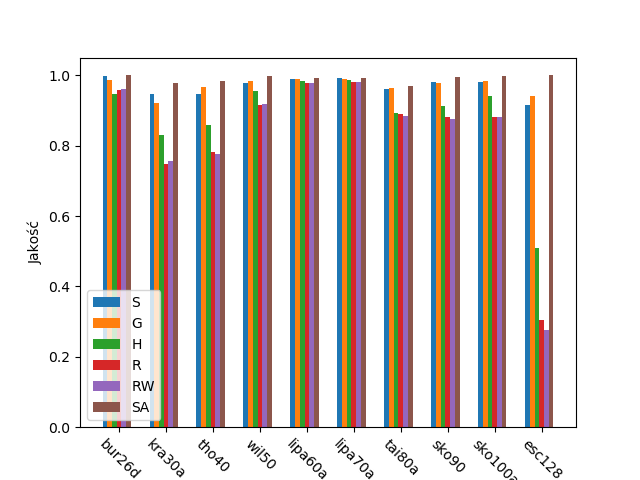 Jakość
1.0
0.8
0.6
0.4
0.2
0.0
S
G
H
R
RW
SA
bur26d
kra30a
tho40
wil50
lipa60a
lipa70a
tai80a
sko90
sko100a
esc128